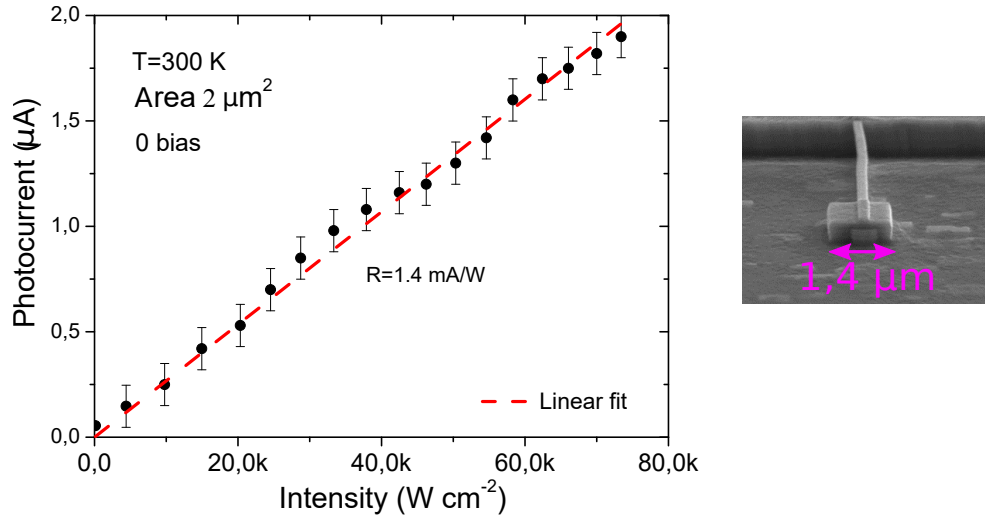 Photocurrent (µA)
2,0
1,5
1,0
0,5
0,0
T=300 K
Area 2 µm²
0 bias
R=1.4 mA/W
Linear fit
0,0
20,0k
40,0k
60,0k
80,0k
Intensity (W cm⁻²)
1,4 µm